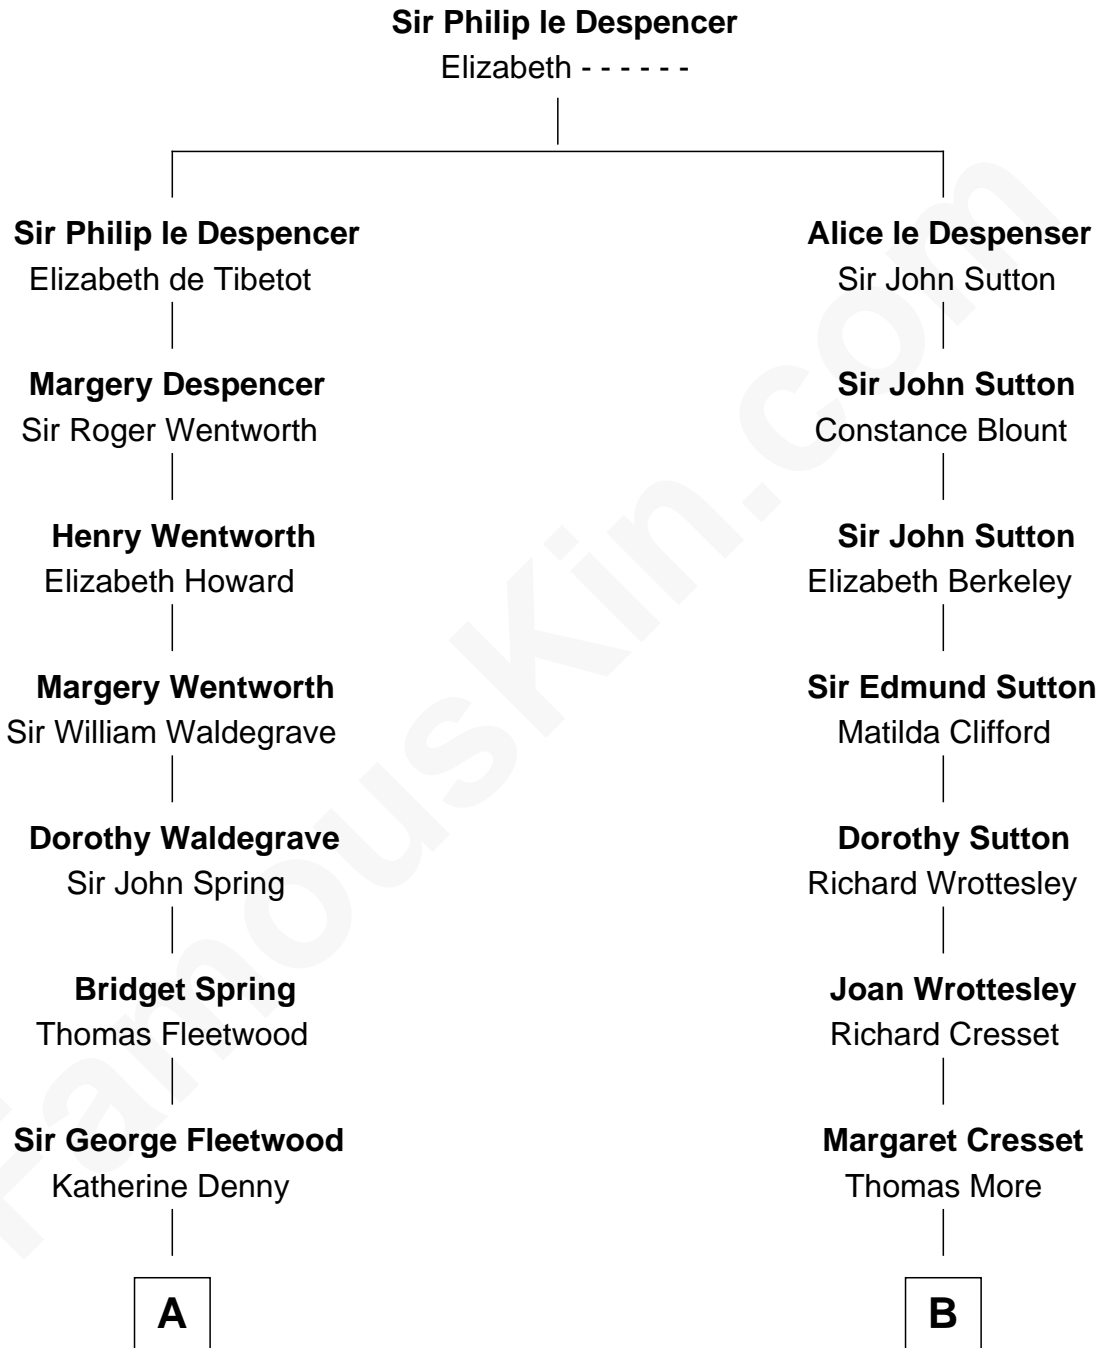 Sir Philip le Despencer
Elizabeth - - - - - -
Sir Philip le Despencer
Elizabeth de Tibetot
Alice le Despenser
Sir John Sutton
Margery Despencer
Sir Roger Wentworth
Sir John Sutton
Constance Blount
Henry Wentworth
Elizabeth Howard
Sir John Sutton
Elizabeth Berkeley
Margery Wentworth
Sir William Waldegrave
Sir Edmund Sutton
Matilda Clifford
Dorothy Waldegrave
Sir John Spring
Dorothy Sutton
Richard Wrottesley
Bridget Spring
Thomas Fleetwood
Joan Wrottesley
Richard Cresset
Sir George Fleetwood
Katherine Denny
Margaret Cresset
Thomas More
A
B
FamousKin.com